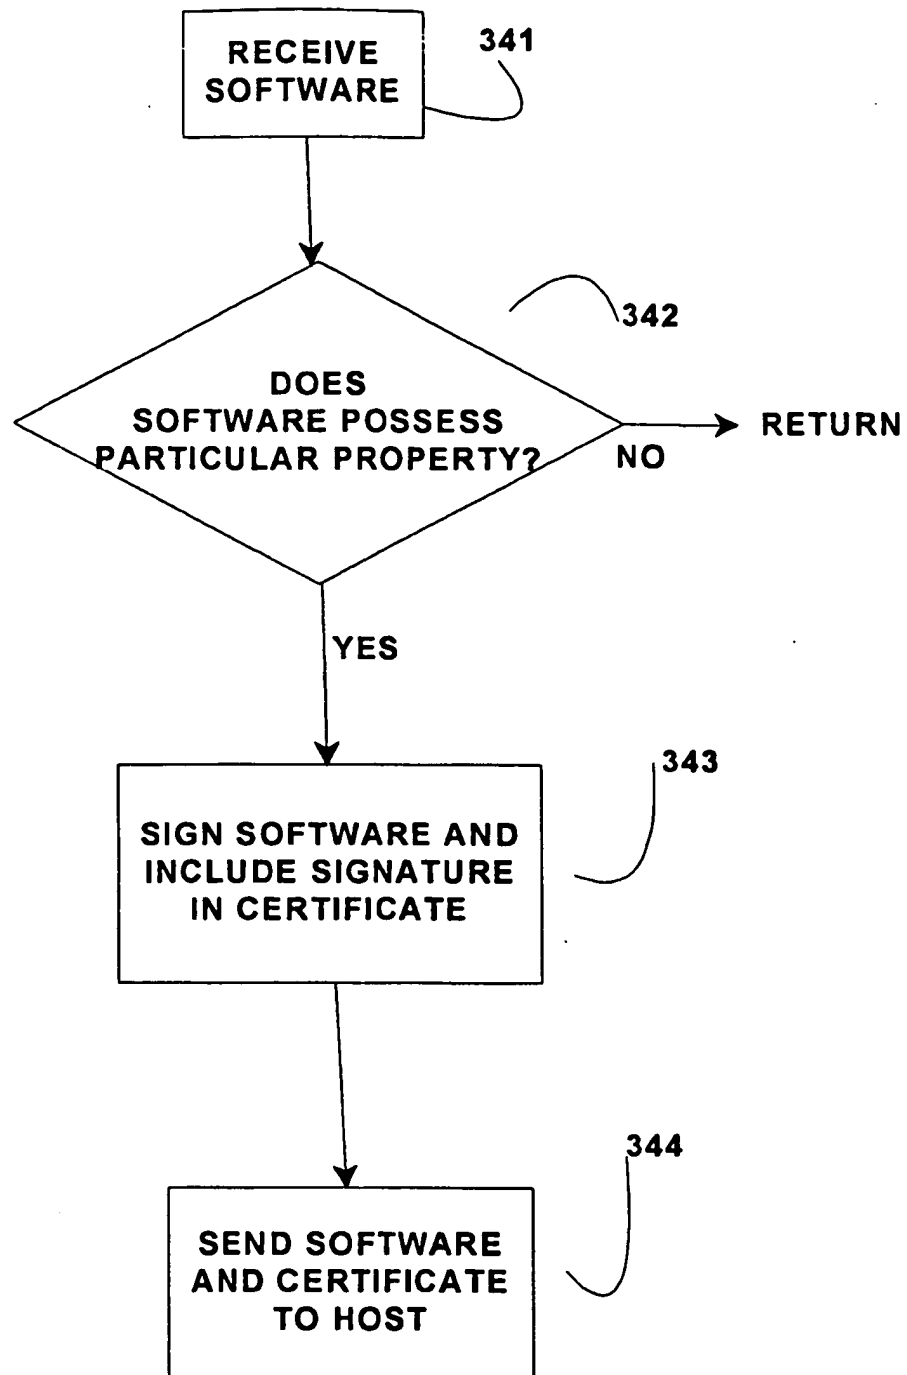 RECEIVE
SOFTWARE
341
342
DOES
SOFTWARE POSSESS
PARTICULAR PROPERTY?
NO
RETURN
YES
343
SIGN SOFTWARE AND
INCLUDE SIGNATURE
IN CERTIFICATE
344
SEND SOFTWARE
AND CERTIFICATE
TO HOST